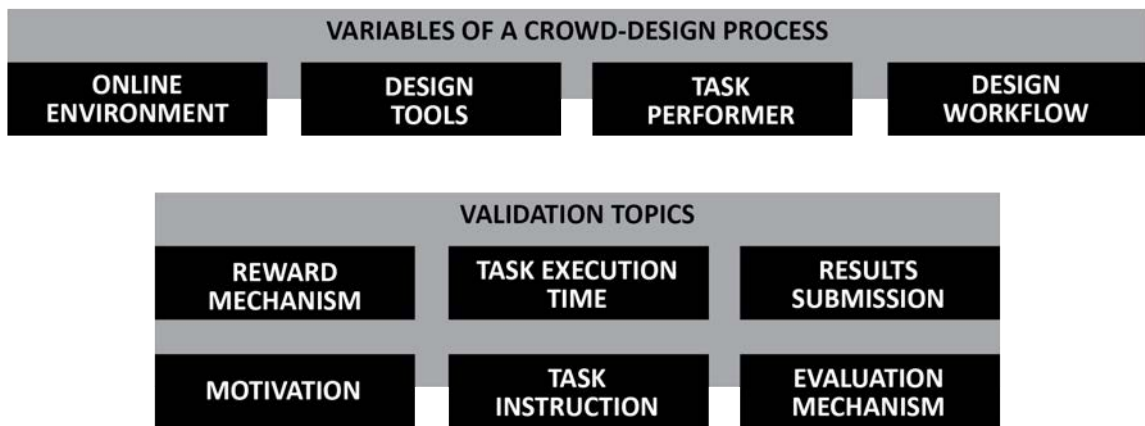 VARIABLES OF A CROWD-DESIGN PROCESS
ONLINE
ENVIRONMENT
DESIGN
TOOLS
TASK
PERFORMER
DESIGN
WORKFLOW
VALIDATION TOPICS
REWARD
MECHANISM
TASK EXECUTION
TIME
RESULTS
SUBMISSION
MOTIVATION
TASK
INSTRUCTION
EVALUATION
MECHANISM